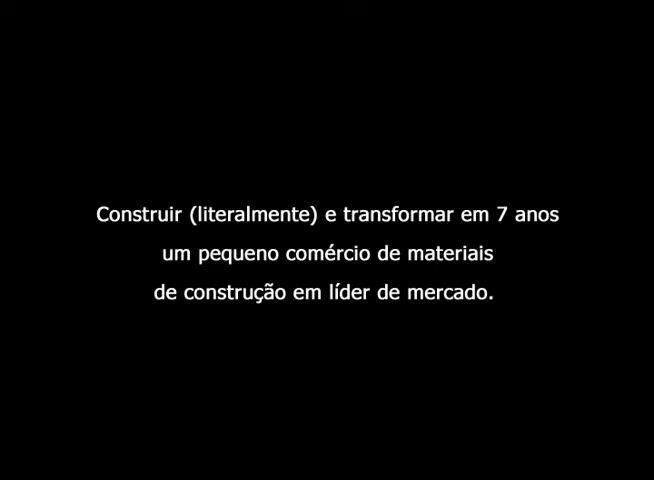 Construir (literalmente) e transformar em 7 anos
um pequeno comércio de materiais
de construção em líder de mercado.